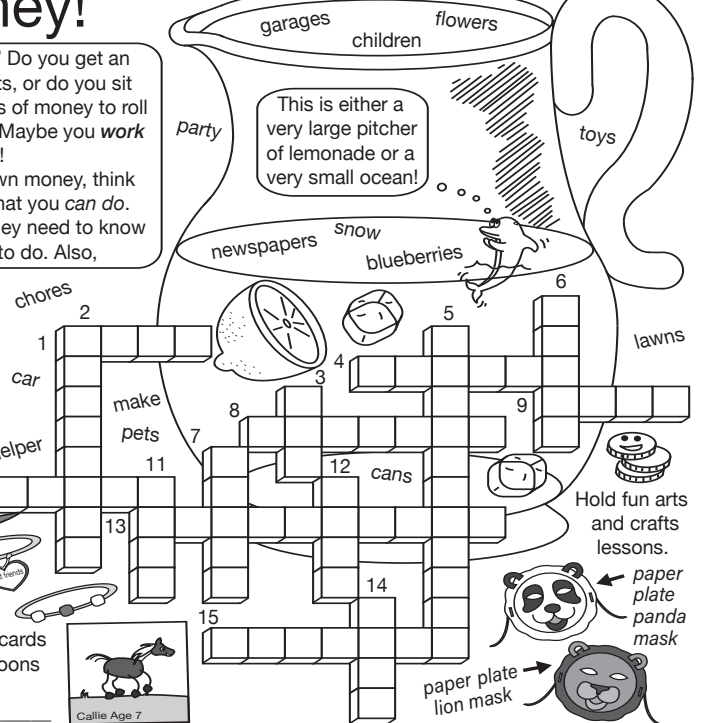 ney!
garages
flowers
children
Do you get an
ts, or do you sit
s of money to roll
Maybe you work
!
wn money, think
hat you can do.
ey need to know
to do. Also,
party
This is either a
very large pitcher
of lemonade or a
very small ocean!
toys
newspapers
snow
blueberries
chores
2
5
6
1
4
lawns
car
3
make
8
9
pets
7
elper
11
12
cans
13
Hold fun arts
and crafts
lessons.
t friends
14
paper
plate
panda
mask
15
cards
oons
paper plate
lion mask
Callie Age 7